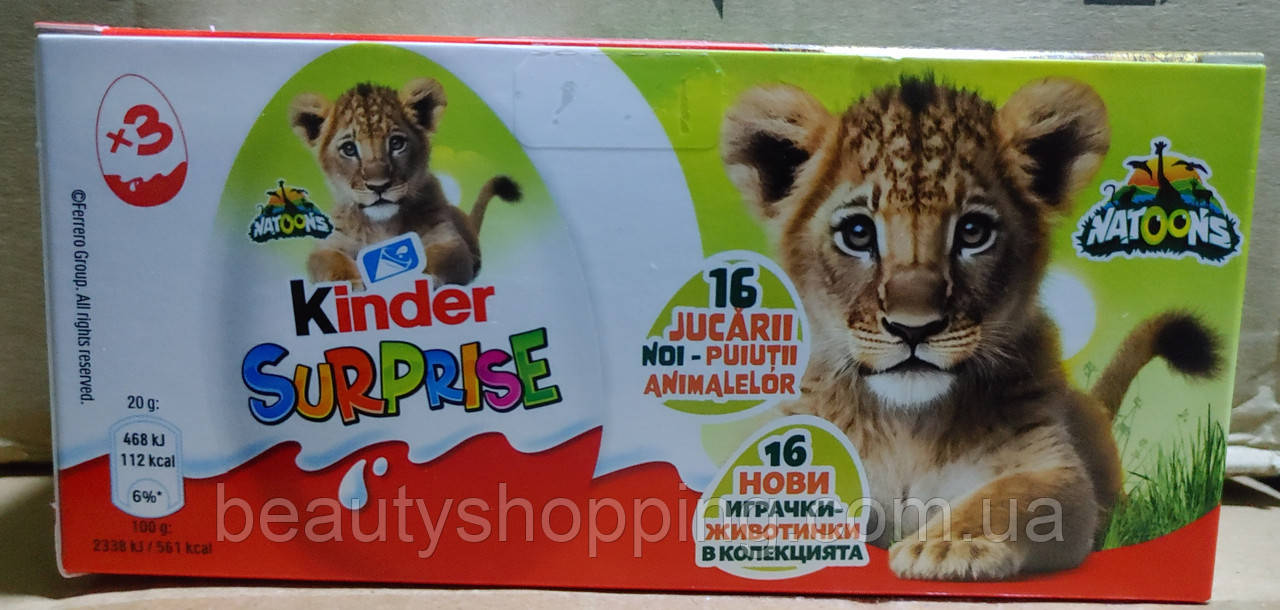 ×3
©Ferrero Group. All rights reserved.
NATOONS
Kinder
SURPRISE
20 g:
468 kJ
112 kcal
6%*
100 g:
2338 kJ / 561 kcal
16
JUCĂRII
NOI - PUIUȚII
ANIMALELOR
16
НОВИ
ИГРАЧКИ-
ЖИВОТИНКИ
В КОЛЕКЦИЯТА
NATOONS
beautyshopping.com.ua